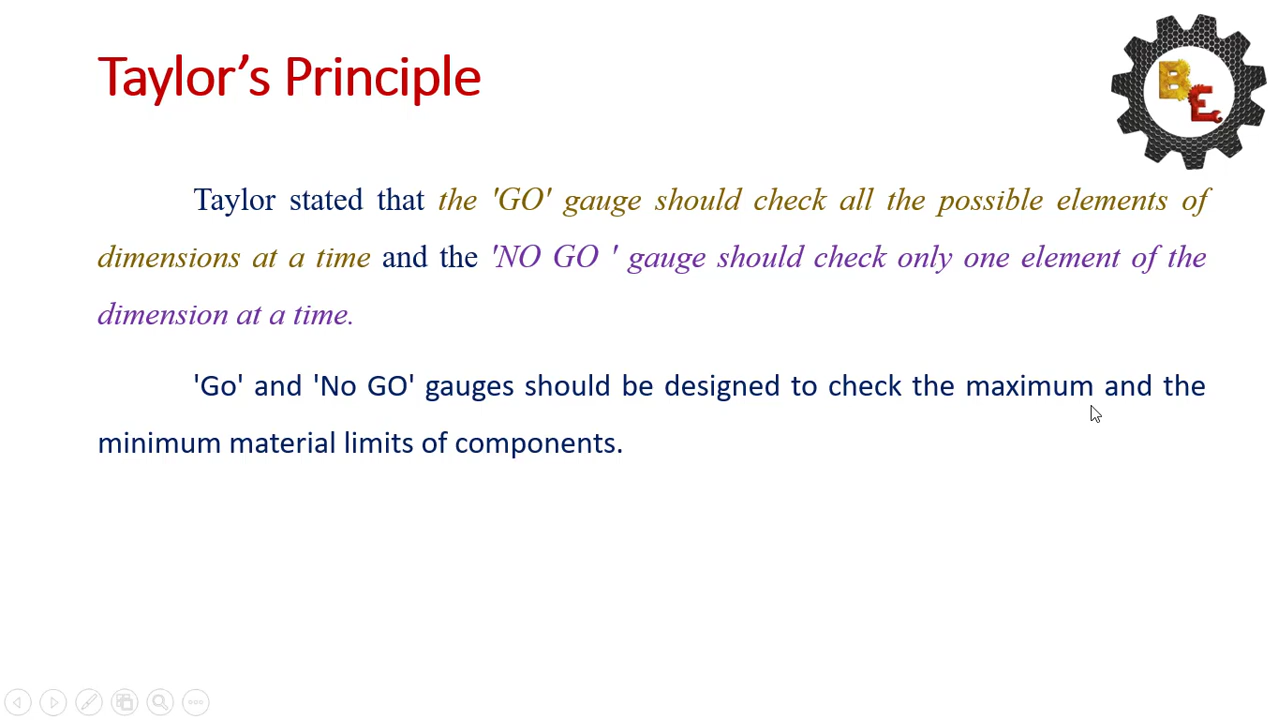 Taylor's Principle
BE
Taylor stated that the 'GO' gauge should check all the possible elements of
dimensions at a time and the 'NO GO ' gauge should check only one element of the
dimension at a time.
'Go' and 'No GO' gauges should be designed to check the maximum and the
minimum material limits of components.